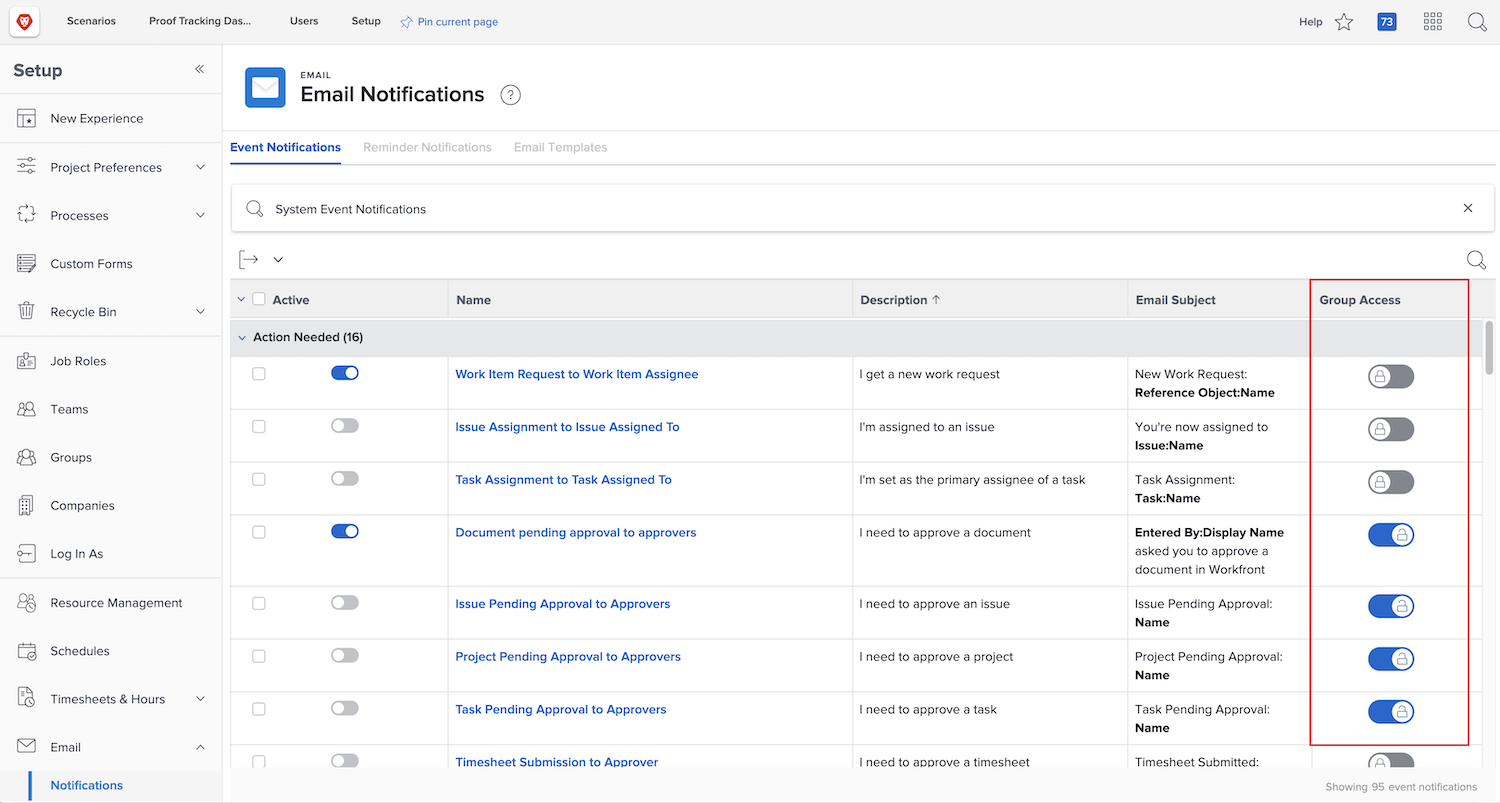 Scenarios
Proof Tracking Das...
Users
Setup
Pin current page
Help
73
Setup
New Experience
Project Preferences
Processes
Custom Forms
Recycle Bin
Job Roles
Teams
Groups
Companies
Log In As
Resource Management
Schedules
Timesheets & Hours
Email
Notifications
EMAIL
Email Notifications
?
Event Notifications
Reminder Notifications
Email Templates
System Event Notifications
Active
Name
Description
Email Subject
Group Access
Action Needed (16)
Work Item Request to Work Item Assignee
I get a new work request
New Work Request:
Reference Object:Name
Issue Assignment to Issue Assigned To
I'm assigned to an issue
You're now assigned to
Issue:Name
Task Assignment to Task Assigned To
I'm set as the primary assignee of a task
Task Assignment:
Task:Name
Document pending approval to approvers
I need to approve a document
Entered By:Display Name
asked you to approve a
document in Workfront
Issue Pending Approval to Approvers
I need to approve an issue
Issue Pending Approval:
Name
Project Pending Approval to Approvers
I need to approve a project
Project Pending Approval:
Name
Task Pending Approval to Approvers
I need to approve a task
Task Pending Approval:
Name
Timesheet Submission to Approver
I need to approve a timesheet
Timesheet Submitted:
Showing 95 event notifications